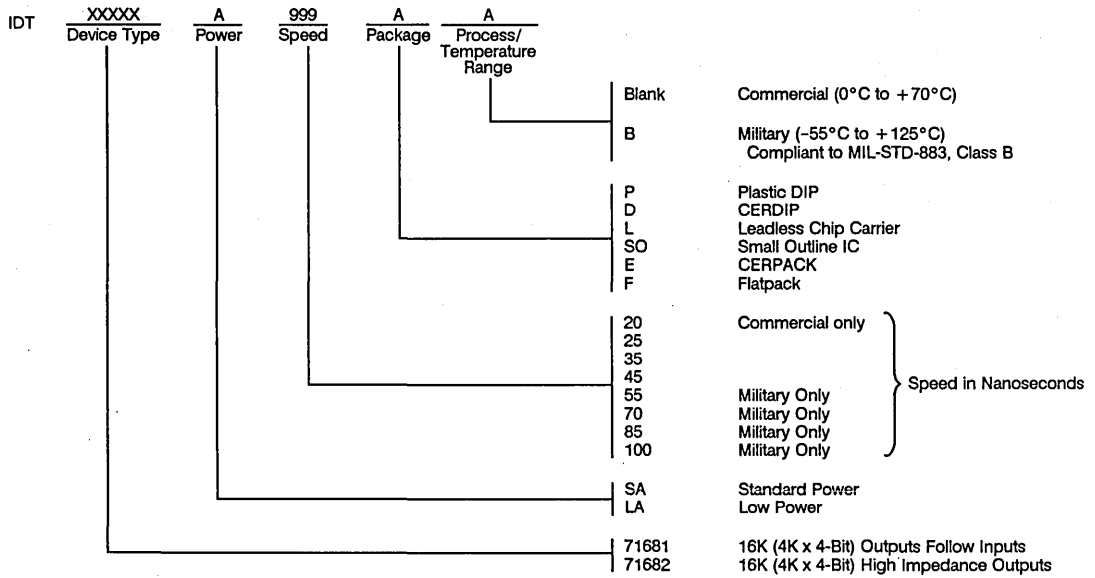 IDT XXXXX A 999 A A
Device Type Power Speed Package Process/
Temperature
Range
Blank Commercial (0°C to +70°C)
B Military (–55°C to +125°C)
Compliant to MIL-STD-883, Class B
P Plastic DIP
D CERDIP
L Leadless Chip Carrier
SO Small Outline IC
E CERPACK
F Flatpack
20 Commercial only
25
35
45
Speed in Nanoseconds
55 Military Only
70 Military Only
85 Military Only
100 Military Only
SA Standard Power
LA Low Power
71681 16K (4K x 4-Bit) Outputs Follow Inputs
71682 16K (4K x 4-Bit) High Impedance Outputs